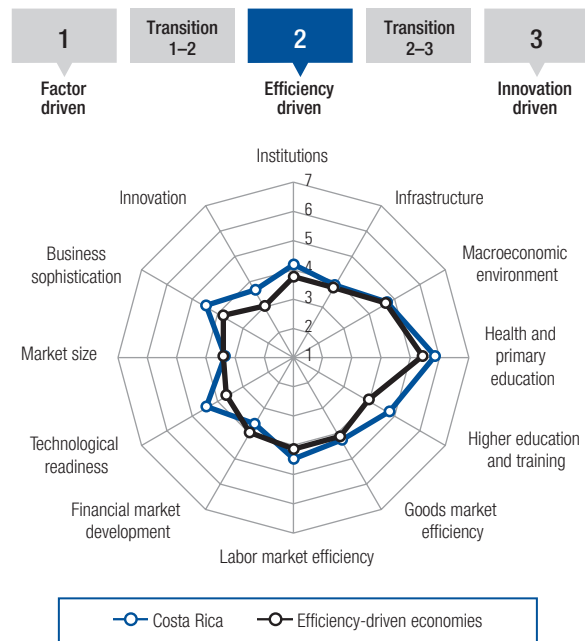 1
Transition
1–2
2
Transition
2–3
3
Factor
driven
Efficiency
driven
Innovation
driven
Institutions
Infrastructure
Macroeconomic
environment
Health and
primary
education
Higher education
and training
Goods market
efficiency
Labor market efficiency
Financial market
development
Technological
readiness
Market size
Business
sophistication
Innovation
7
6
5
4
3
2
1
Costa Rica
Efficiency-driven economies